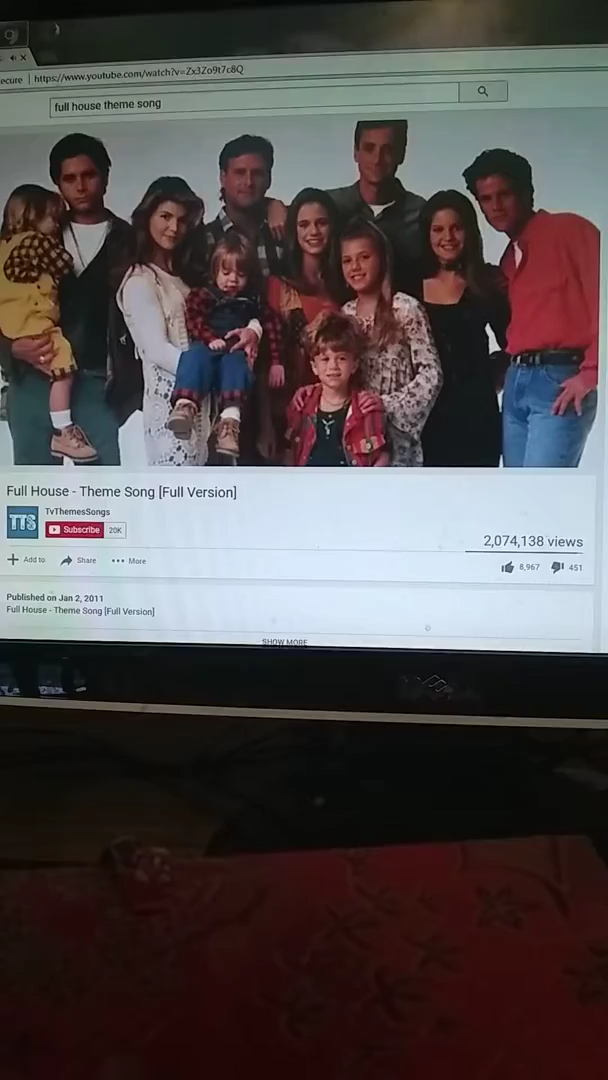 ecure | https://www.youtube.com/watch?v=Zx3Zo9t7c8Q
full house theme song
Full House - Theme Song [Full Version]
TTS
TvThemesSongs
Subscribe 20K
2,074,138 views
Add to Share More
8,967 451
Published on Jan 2, 2011
Full House - Theme Song [Full Version]
SHOW MORE